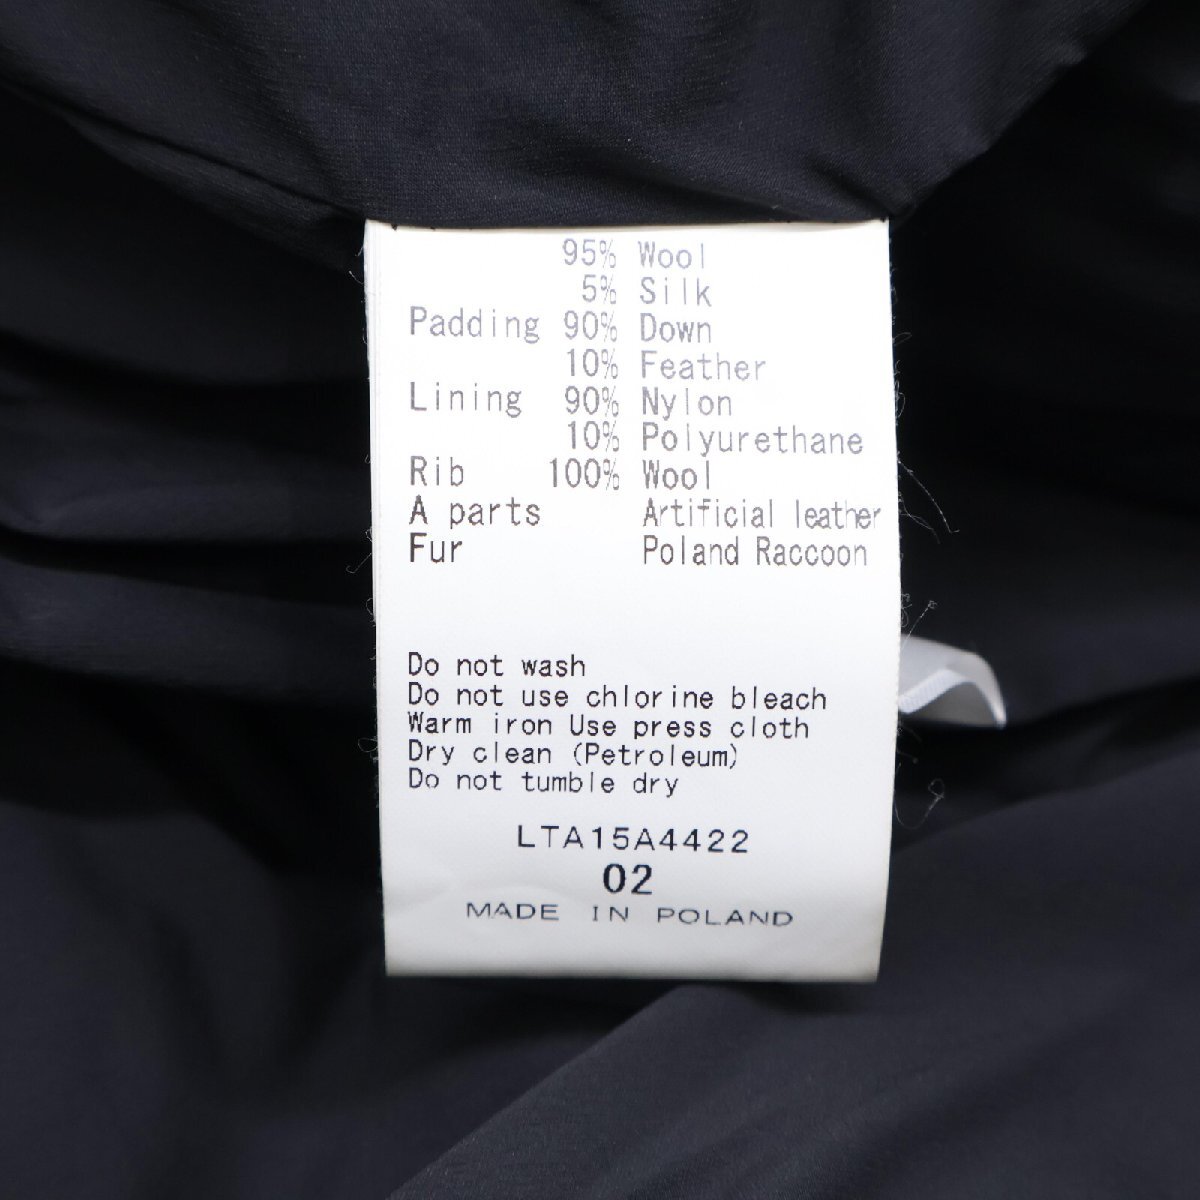 95% Wool
5% Silk
Padding 90% Down
10% Feather
Lining 90% Nylon
10% Polyurethane
Rib 100% Wool
A parts Artificial leather
Fur Poland Raccoon
Do not wash
Do not use chlorine bleach
Warm iron Use press cloth
Dry clean (Petroleum)
Do not tumble dry
LTA15A4422
02
MADE IN POLAND